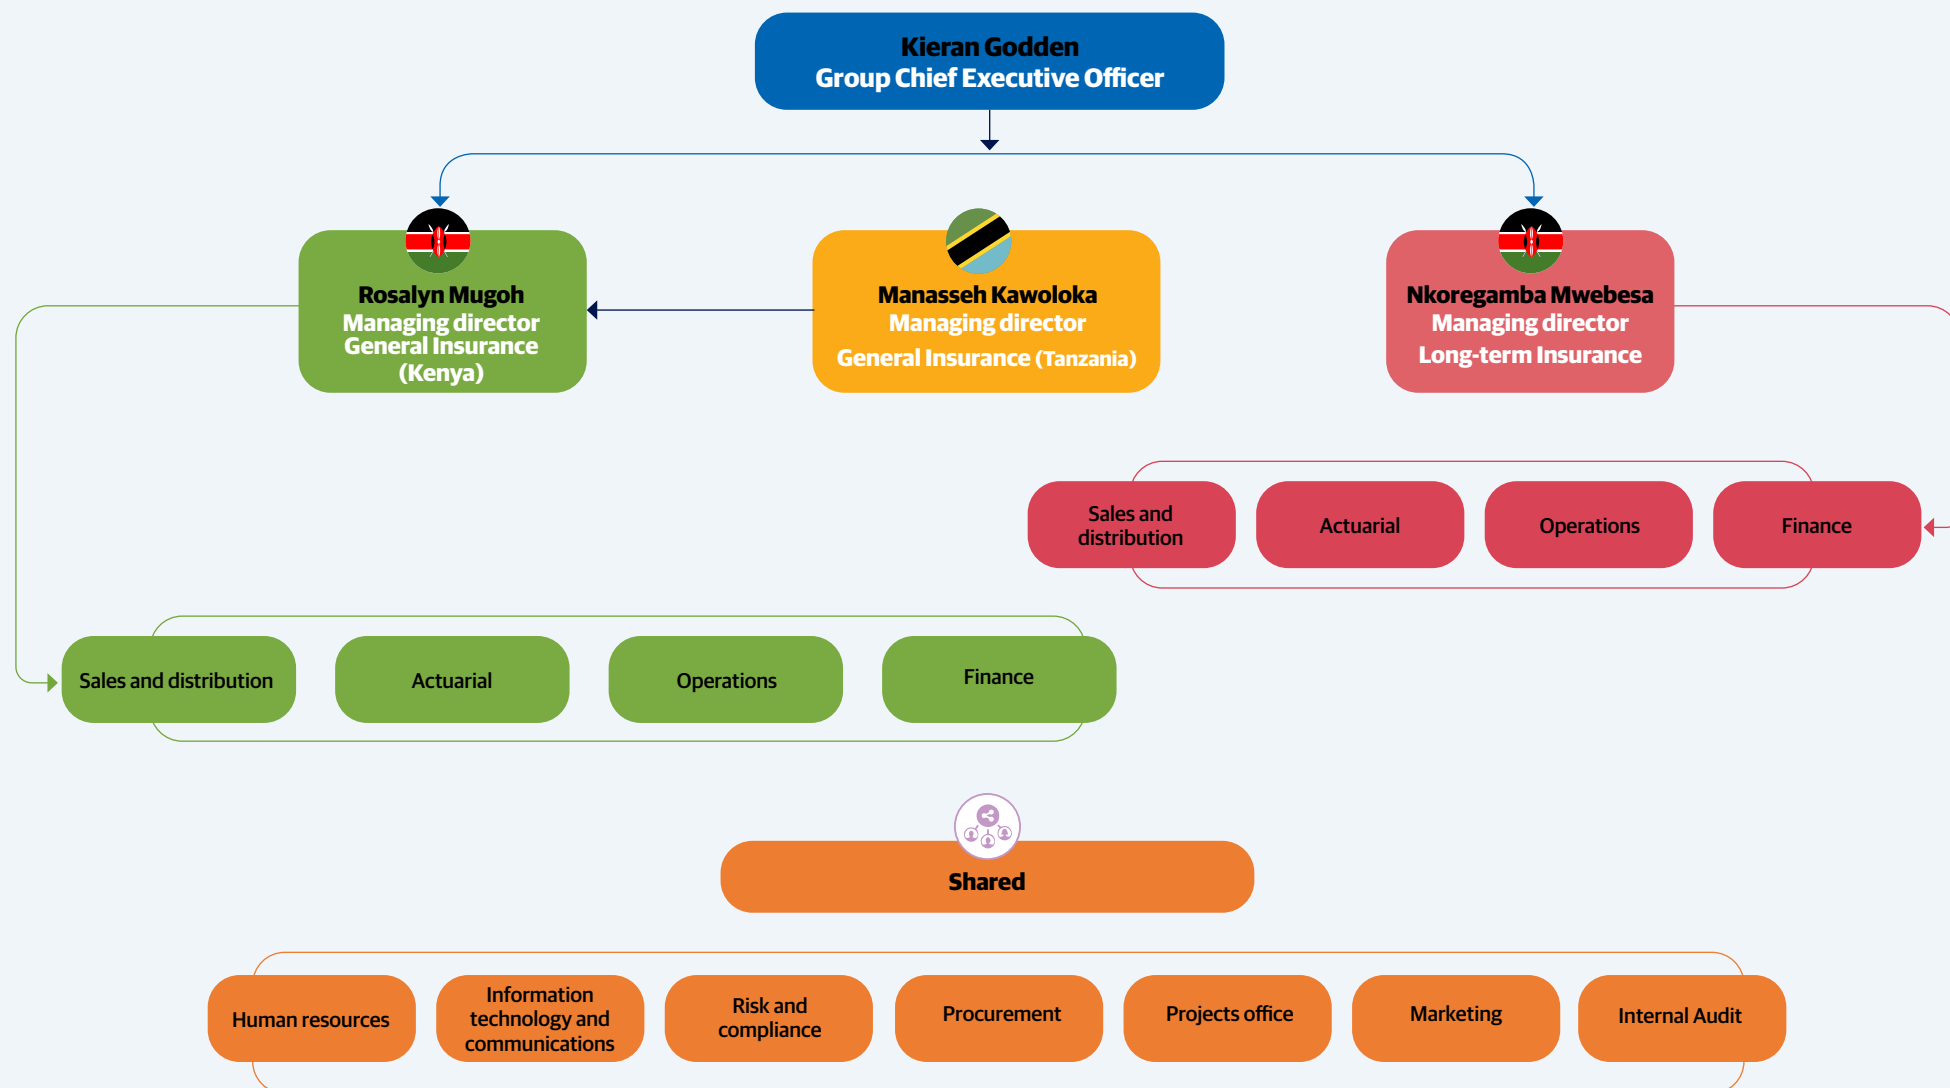 Kieran Godden
Group Chief Executive Officer
Rosalyn Mugoh
Managing director
General Insurance
(Kenya)
Manasseh Kawoloka
Managing director
General Insurance (Tanzania)
Nkoregamba Mwebesa
Managing director
Long-term Insurance
Sales and
distribution
Actuarial
Operations
Finance
Sales and distribution
Actuarial
Operations
Finance
Shared
Human resources
Information
technology and
communications
Risk and
compliance
Procurement
Projects office
Marketing
Internal Audit